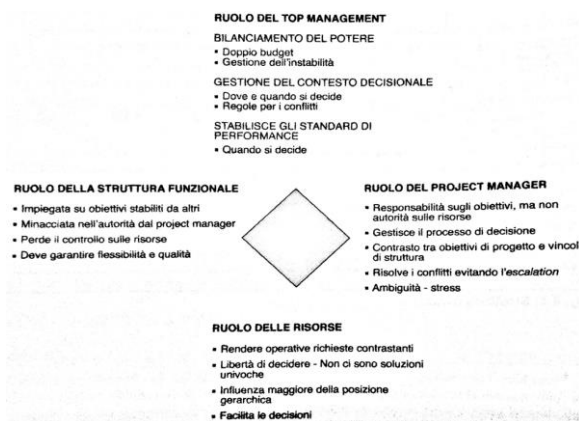 RUOLO DEL TOP MANAGEMENT
BILANCIAMENTO DEL POTERE
• Doppio budget
• Gestione dell'instabilità
GESTIONE DEL CONTESTO DECISIONALE
• Dove e quando si decide
• Regole per i conflitti
STABILISCE GLI STANDARD DI
PERFORMANCE
• Quando si decide
RUOLO DELLA STRUTTURA FUNZIONALE
• Impiegata su obiettivi stabiliti da altri
• Minacciata nell'autorità dal project manager
• Perde il controllo sulle risorse
• Deve garantire flessibilità e qualità
RUOLO DEL PROJECT MANAGER
• Responsabilità sugli obiettivi, ma non
autorità sulle risorse
• Gestisce il processo di decisione
• Contrasto tra obiettivi di progetto e vincol
di struttura
• Risolve i conflitti evitando l'escalation
• Ambiguità - stress
RUOLO DELLE RISORSE
• Rendere operative richieste contrastanti
• Libertà di decidere - Non ci sono soluzioni
univoche
• Influenza maggiore della posizione
gerarchica
• Facilita le decisioni